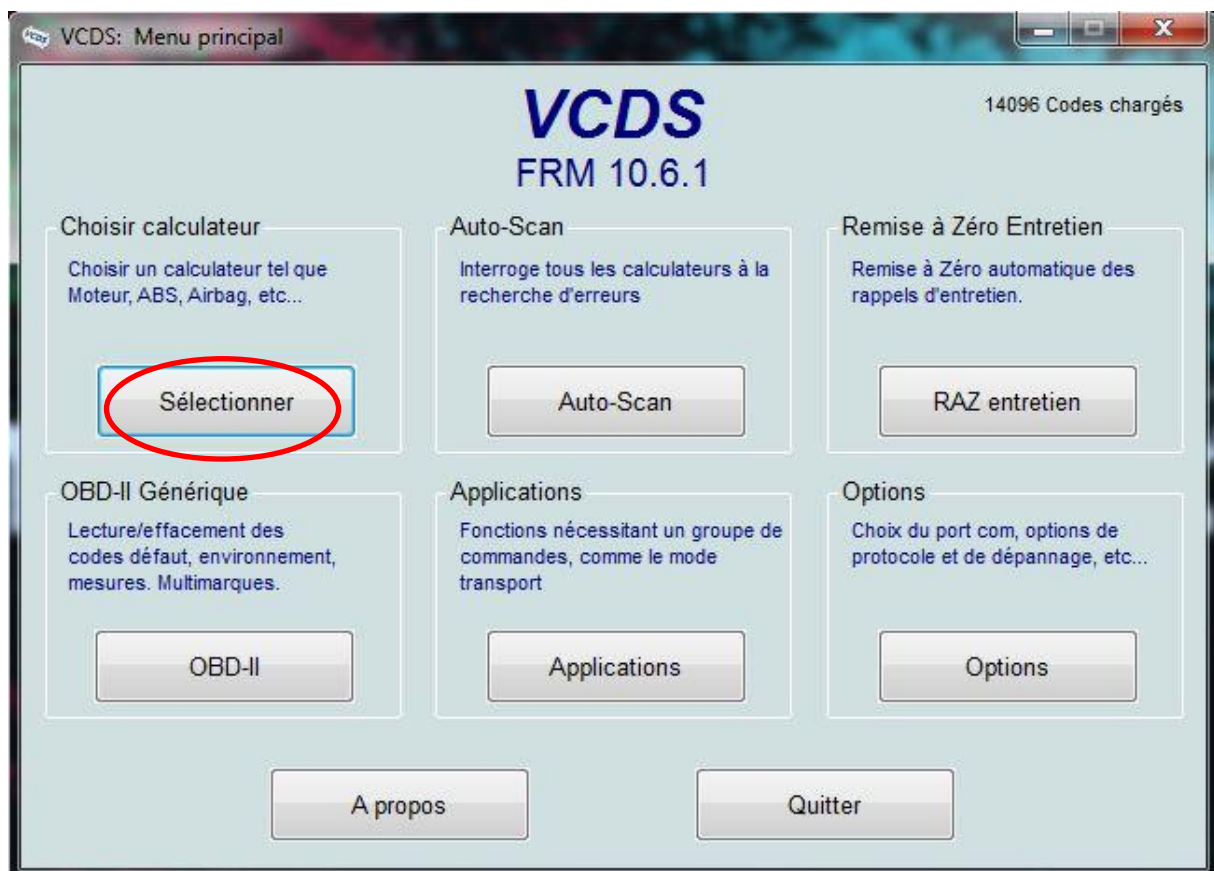 VCDS: Menu principal
VCDS
FRM 10.6.1
14096 Codes chargés
Choisir calculateur
Choisir un calculateur tel que
Moteur, ABS, Airbag, etc...
Sélectionner
Auto-Scan
Interroge tous les calculateurs à la
recherche d'erreurs
Auto-Scan
Remise à Zéro Entretien
Remise à Zéro automatique des
rappels d'entretien.
RAZ entretien
OBD-II Générique
Lecture/effacement des
codes défaut, environnement,
mesures. Multimarques.
OBD-II
Applications
Fonctions nécessitant un groupe de
commandes, comme le mode
transport
Applications
Options
Choix du port com, options de
protocole et de dépannage, etc...
Options
A propos
Quitter